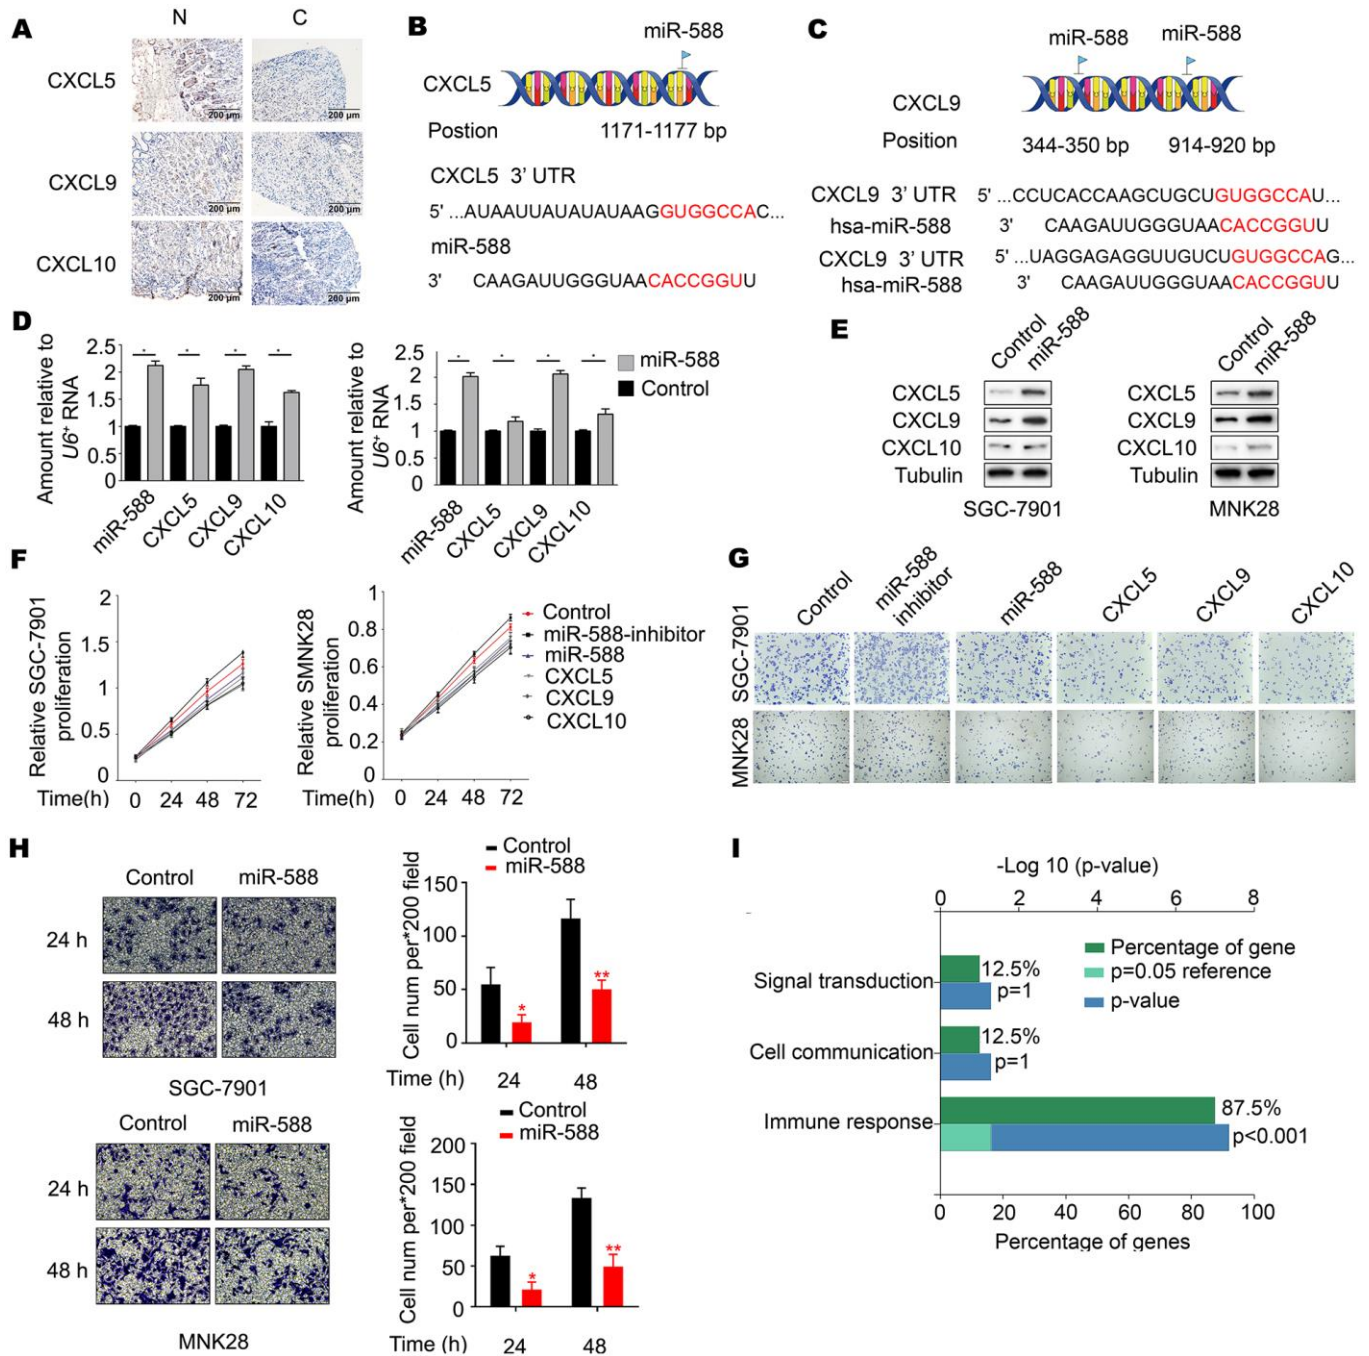 A
N
C
CXCL5
200 µm
200 µm
CXCL9
200 µm
200 µm
CXCL10
200 µm
200 µm
B
miR-588
CXCL5
Postion
1171-1177 bp
CXCL5 3' UTR
5' ...AUAAUUAUAUAUAAGGUGGCCAC...
miR-588
3' CAAGAUUGGGUAACACCGGUU
C
miR-588
miR-588
CXCL9
Position
344-350 bp
914-920 bp
CXCL9 3' UTR 5' ...CCUCACCAAGCUGCUGUGGCCAU...
hsa-miR-588 3' CAAGAUUGGGUAACACCGGUU
CXCL9 3' UTR 5' ...UAGGAGAGGUUGUCUGUGGCCAG...
hsa-miR-588 3' CAAGAUUGGGUAACACCGGUU
D
Amount relative to
U6+ RNA
2.5
2
1.5
1
0.5
0
* * * *
miR-588
CXCL5
CXCL9
CXCL10
Amount relative to
U6+ RNA
2.5
2
1.5
1
0.5
0
* * * *
miR-588
CXCL5
CXCL9
CXCL10
miR-588
Control
E
Control
miR-588
CXCL5
CXCL9
CXCL10
Tubulin
SGC-7901
Control
miR-588
CXCL5
CXCL9
CXCL10
Tubulin
MNK28
F
Relative SGC-7901
proliferation
2
1.5
1
0.5
0
Time(h) 0 24 48 72
Relative SMNK28
proliferation
1
0.8
0.6
0.4
0.2
Time(h) 0 24 48 72
Control
miR-588-inhibitor
miR-588
CXCL5
CXCL9
CXCL10
G
Control
miR-588
inhibitor
miR-588
CXCL5
CXCL9
CXCL10
SGC-7901
MNK28
H
Control
miR-588
24 h
48 h
SGC-7901
Control
miR-588
24 h
48 h
MNK28
Control
miR-588
Cell num per*200 field
150
100
50
0
*
**
Time (h) 24 48
Control
miR-588
Cell num per*200 field
200
150
100
50
0
*
**
Time (h) 24 48
I
-Log 10 (p-value)
0 2 4 6 8
Percentage of gene
p=0.05 reference
p-value
Signal transduction
12.5%
p=1
Cell communication
12.5%
p=1
Immune response
87.5%
p<0.001
0 20 40 60 80 100
Percentage of genes